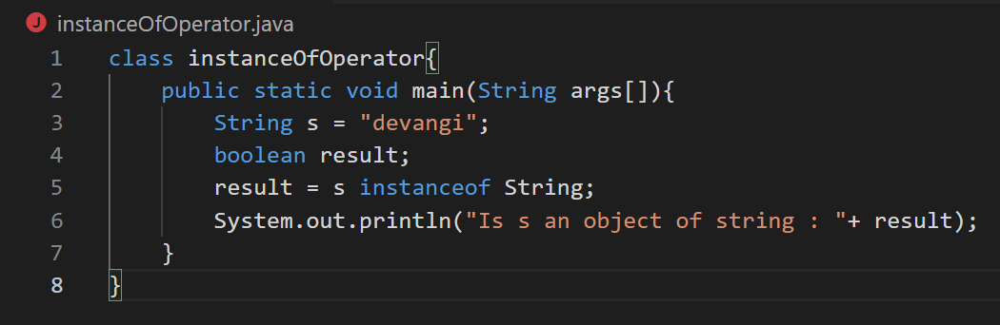 J instanceOfOperator.java
1 class instanceOfOperator{
2     public static void main(String args[]){
3         String s = "devangi";
4         boolean result;
5         result = s instanceof String;
6         System.out.println("Is s an object of string : "+ result);
7     }
8 }